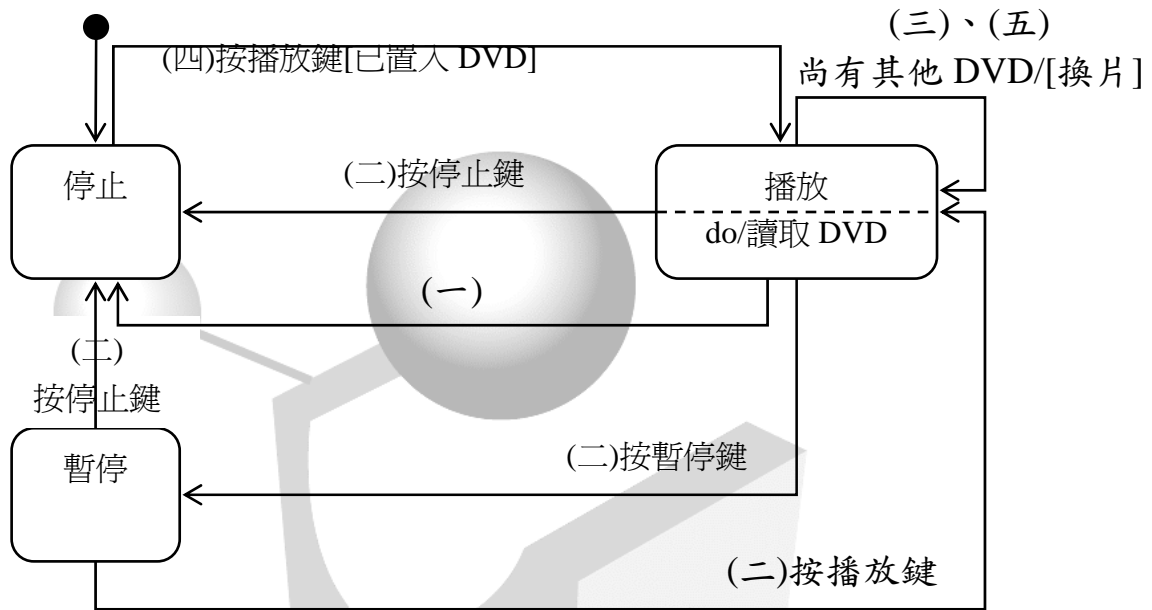 (三)、(五)
(四)按播放鍵[已置入 DVD]
尚有其他 DVD/[換片]
停止
(二)按停止鍵
播放
do/讀取 DVD
(一)
(二)
按停止鍵
暫停
(二)按暫停鍵
(二)按播放鍵